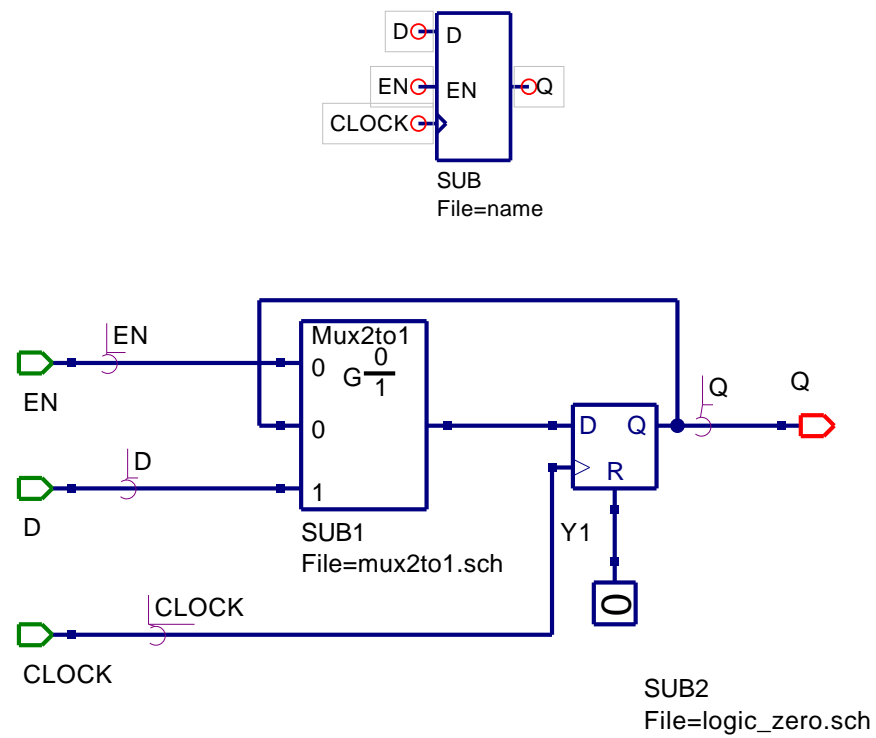 D
D
EN
EN
Q
CLOCK
SUB
File=name
EN
Mux2to1
0
0
G
1
Q
Q
EN
0
D
Q
D
R
1
D
SUB1
Y1
File=mux2to1.sch
0
CLOCK
CLOCK
SUB2
File=logic_zero.sch